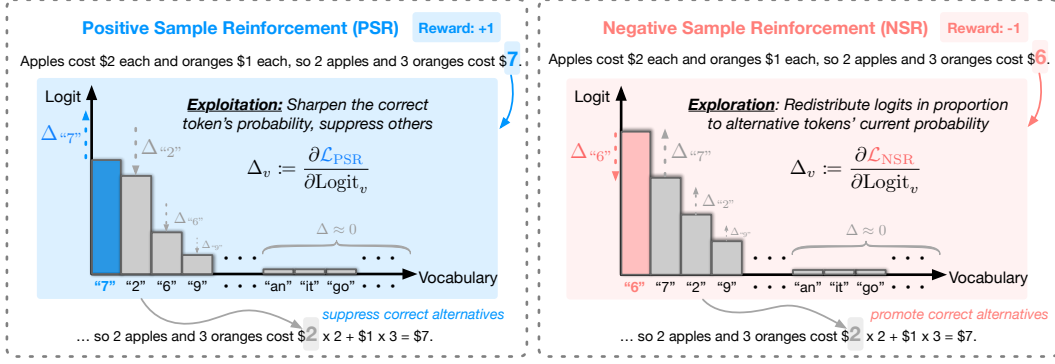 Positive Sample Reinforcement (PSR)
Reward: +1
Apples cost $2 each and oranges $1 each, so 2 apples and 3 oranges cost $7.
Logit
Exploitation: Sharpen the correct
token's probability, suppress others
Δ"7"
Δ"2"
Δ"6"
Δ"9"
Δ_v := ∂L_PSR / ∂Logit_v
Δ ≈ 0
Vocabulary
"7" "2" "6" "9" "an" "it" "go"
suppress correct alternatives
… so 2 apples and 3 oranges cost $2 x 2 + $1 x 3 = $7.
Negative Sample Reinforcement (NSR)
Reward: -1
Apples cost $2 each and oranges $1 each, so 2 apples and 3 oranges cost $6.
Logit
Exploration: Redistribute logits in proportion
to alternative tokens' current probability
Δ"6"
Δ"7"
Δ"2"
Δ"9"
Δ_v := ∂L_NSR / ∂Logit_v
Δ ≈ 0
Vocabulary
"6" "7" "2" "9" "an" "it" "go"
promote correct alternatives
… so 2 apples and 3 oranges cost $2 x 2 + $1 x 3 = $7.